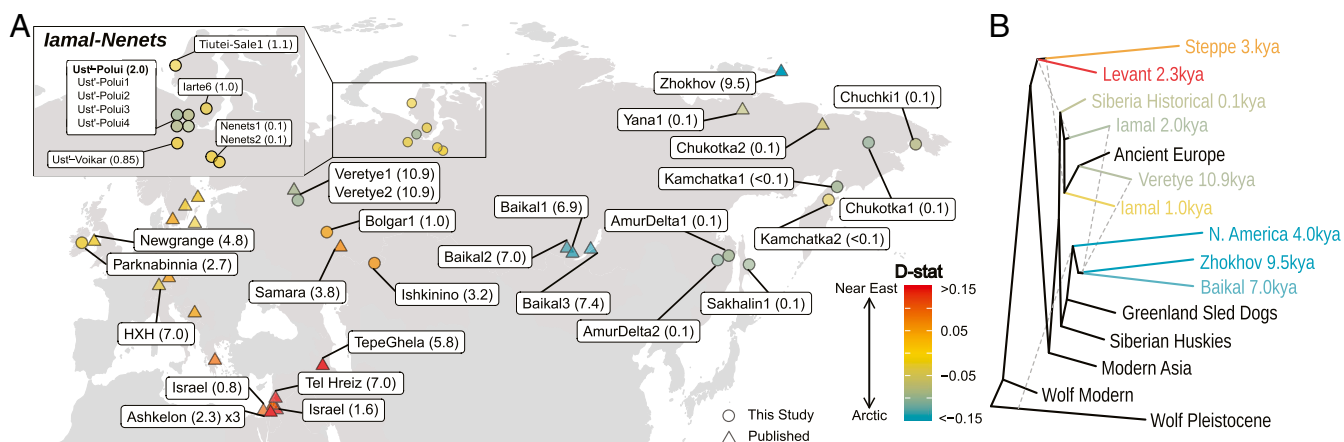 A
Iamal-Nenets
Tiutei-Sale1 (1.1)
Ust'-Polui (2.0)
Ust'-Polui1
Ust'-Polui2
Ust'-Polui3
Ust'-Polui4
Iarte6 (1.0)
Nenets1 (0.1)
Nenets2 (0.1)
Ust'-Voikar (0.85)
Zhokhov (9.5)
Chuchki1 (0.1)
Yana1 (0.1)
Chukotka2 (0.1)
Veretye1 (10.9)
Veretye2 (10.9)
Kamchatka1 (<0.1)
Chukotka1 (0.1)
Bolgar1 (1.0)
Baikal1 (6.9)
AmurDelta1 (0.1)
Kamchatka2 (<0.1)
Newgrange (4.8)
Baikal2 (7.0)
Parknabinnia (2.7)
Samara (3.8)
Ishkinino (3.2)
Baikal3 (7.4)
Sakhalin1 (0.1)
HXH (7.0)
AmurDelta2 (0.1)
TepeGhela (5.8)
Israel (0.8)
Tel Hreiz (7.0)
Ashkelon (2.3) x3
Israel (1.6)
D-stat
Near East
>0.15
0.05
−0.05
Arctic
<−0.15
This Study
Published
B
Steppe 3.kya
Levant 2.3kya
Siberia Historical 0.1kya
Iamal 2.0kya
Ancient Europe
Veretye 10.9kya
Iamal 1.0kya
N. America 4.0kya
Zhokhov 9.5kya
Baikal 7.0kya
Greenland Sled Dogs
Siberian Huskies
Modern Asia
Wolf Modern
Wolf Pleistocene